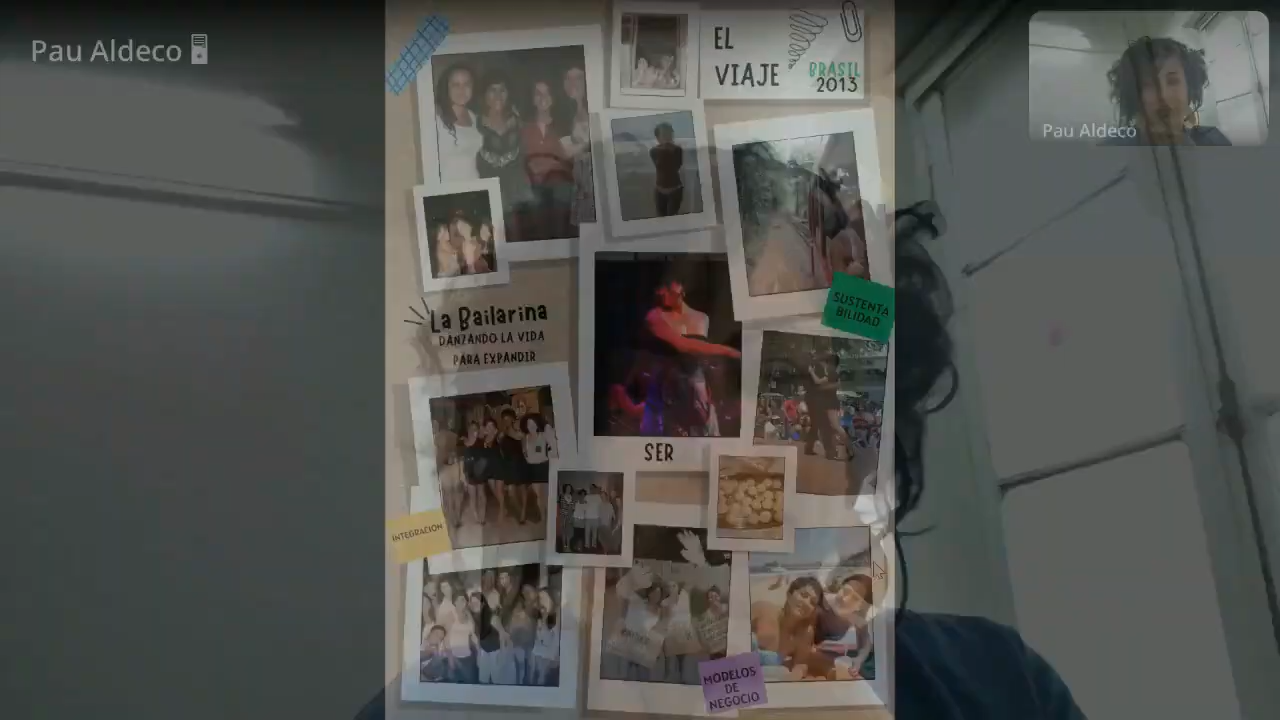 Pau Aldeco
EL
VIAJE
BRASIL
2013
Pau Aldeco
SUSTENTA
BILIDAD
La Bailarina
DANZANDO LA VIDA
PARA EXPANDIR
SER
INTEGRACION
MODELOS
DE
NEGOCIO